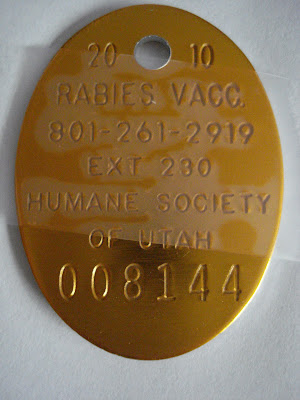 20 10
RABIES VACC.
801-261-2919
EXT 230
HUMANE SOCIETY
OF UTAH
008144